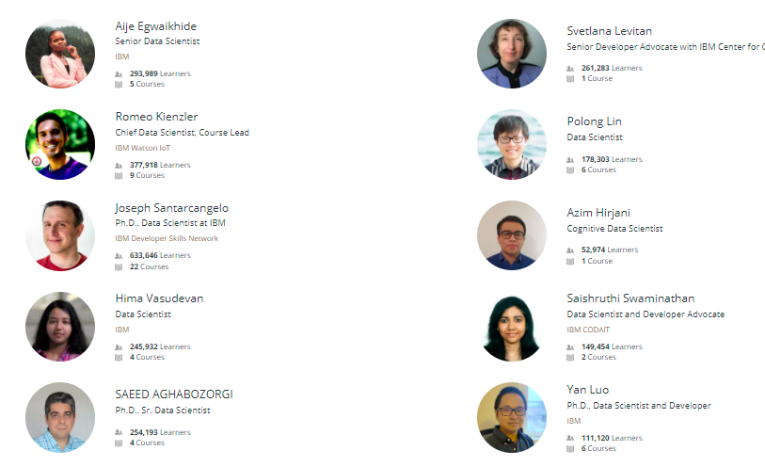 Aije Egwaikhide
Senior Data Scientist
IBM
293,989 Learners
5 Courses
Romeo Kienzler
Chief Data Scientist, Course Lead
IBM Watson IoT
377,918 Learners
9 Courses
Joseph Santarcangelo
Ph.D., Data Scientist at IBM
IBM Developer Skills Network
633,646 Learners
22 Courses
Hima Vasudevan
Data Scientist
IBM
245,932 Learners
4 Courses
SAEED AGHABOZORGI
Ph.D., Sr. Data Scientist
254,193 Learners
4 Courses
Svetlana Levitan
Senior Developer Advocate with IBM Center for
261,283 Learners
1 Course
Polong Lin
Data Scientist
178,303 Learners
6 Courses
Azim Hirjani
Cognitive Data Scientist
52,974 Learners
1 Course
Saishruthi Swaminathan
Data Scientist and Developer Advocate
IBM CODAIT
149,454 Learners
2 Courses
Yan Luo
Ph.D., Data Scientist and Developer
IBM
111,120 Learners
6 Courses